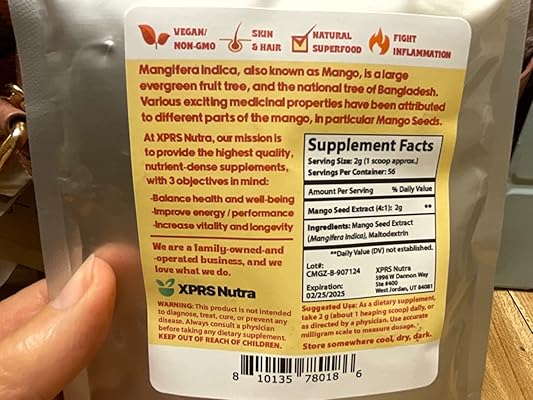 VEGAN/
NON-GMO
SKIN
& HAIR
NATURAL
SUPERFOOD
FIGHT
INFLAMMATION
Mangifera indica, also known as Mango, is a large
evergreen fruit tree, and the national tree of Bangladesh.
Various exciting medicinal properties have been attributed
to different parts of the mango, in particular Mango Seeds.
At XPRS Nutra, our mission is
to provide the highest quality,
nutrient-dense supplements,
with 3 objectives in mind:
-Balance health and well-being
-Improve energy / performance
-Increase vitality and longevity
We are a family-owned-and
-operated business, and we
love what we do.
XPRS Nutra
WARNING: This product is not intended
to diagnose, treat, cure, or prevent any
disease. Always consult a physician
before taking any dietary supplement.
KEEP OUT OF REACH OF CHILDREN.
Supplement Facts
Serving Size: 2g (1 scoop approx.)
Servings Per Container: 56
Amount Per Serving % Daily Value
Mango Seed Extract (4:1): 2g **
Ingredients: Mango Seed Extract
(Mangifera Indica), Maltodextrin
**Daily Value (DV) not established.
Lot#:
CMGZ-B-907124
Expiration:
02/25/2025
XPRS Nutra
5996 W Dannon Way
Ste #400
West Jordan, UT 84081
Suggested Use: As a dietary supplement,
take 2 g (about 1 heaping scoop) daily, or
as directed by a physician. Use accurate
milligram scale to measure dosage.
Store somewhere cool, dry, dark.
8 10135 78018 6